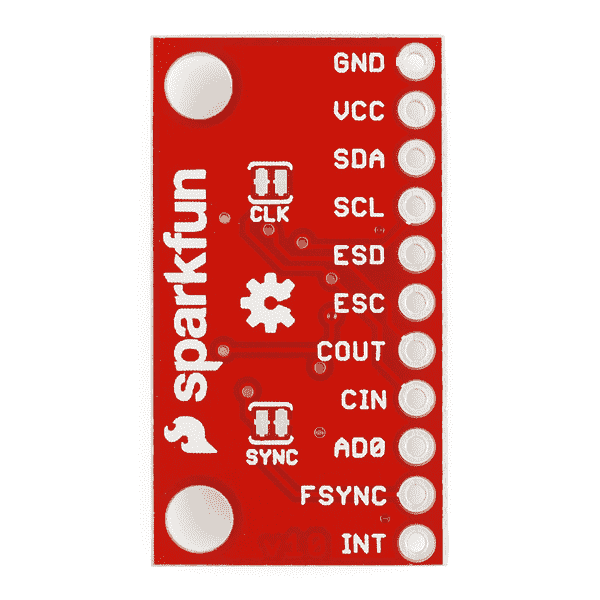 GND
VCC
SDA
SCL
CLK
ESD
ESC
COUT
CIN
AD0
SYNC
FSYNC
INT
sparkfun